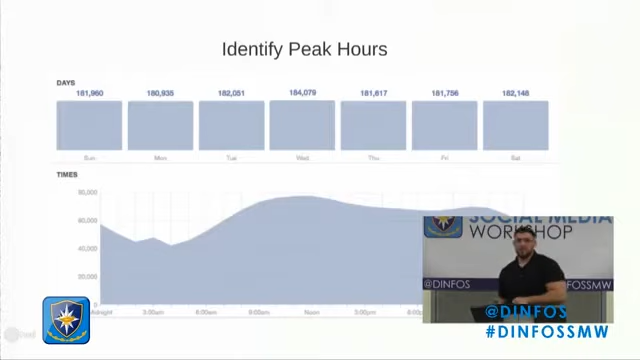 Identify Peak Hours
DAYS
181,960 180,935 182,051 184,079 181,617 181,756 182,148
Sun Mon Tue Wed Thu Fri Sat
TIMES
80,000
60,000
40,000
20,000
0
Midnight 3:00am 6:00am 9:00am Noon 3:00pm
SOCIAL MEDIA
WORKSHOP
@DINFOS
#DINFOSSMW